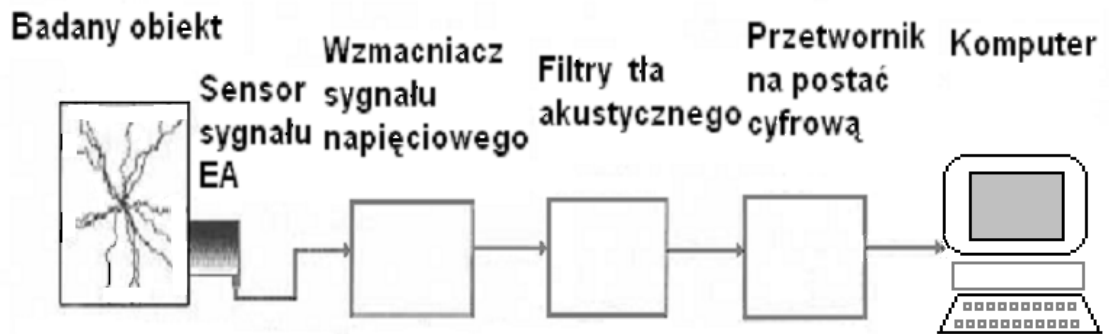 Badany obiekt
Sensor
sygnału
EA
Wzmacniacz
sygnału
napięciowego
Filtry tła
akustycznego
Przetwornik
na postać
cyfrową
Komputer